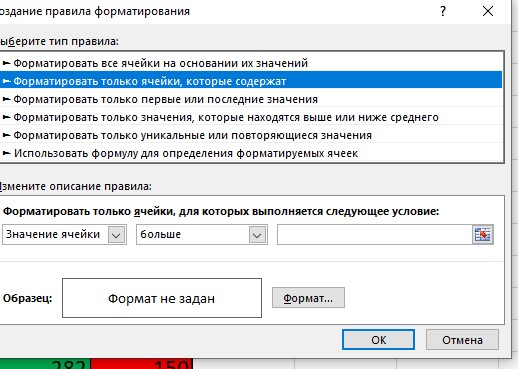 оздание правила форматирования ? ×
ыберите тип правила:
► Форматировать все ячейки на основании их значений
► Форматировать только ячейки, которые содержат
► Форматировать только первые или последние значения
► Форматировать только значения, которые находятся выше или ниже среднего
► Форматировать только уникальные или повторяющиеся значения
► Использовать формулу для определения форматируемых ячеек
измените описание правила:
Форматировать только ячейки, для которых выполняется следующее условие:
Значение ячейки больше
Образец: Формат не задан Формат...
ОК Отмена
282 150